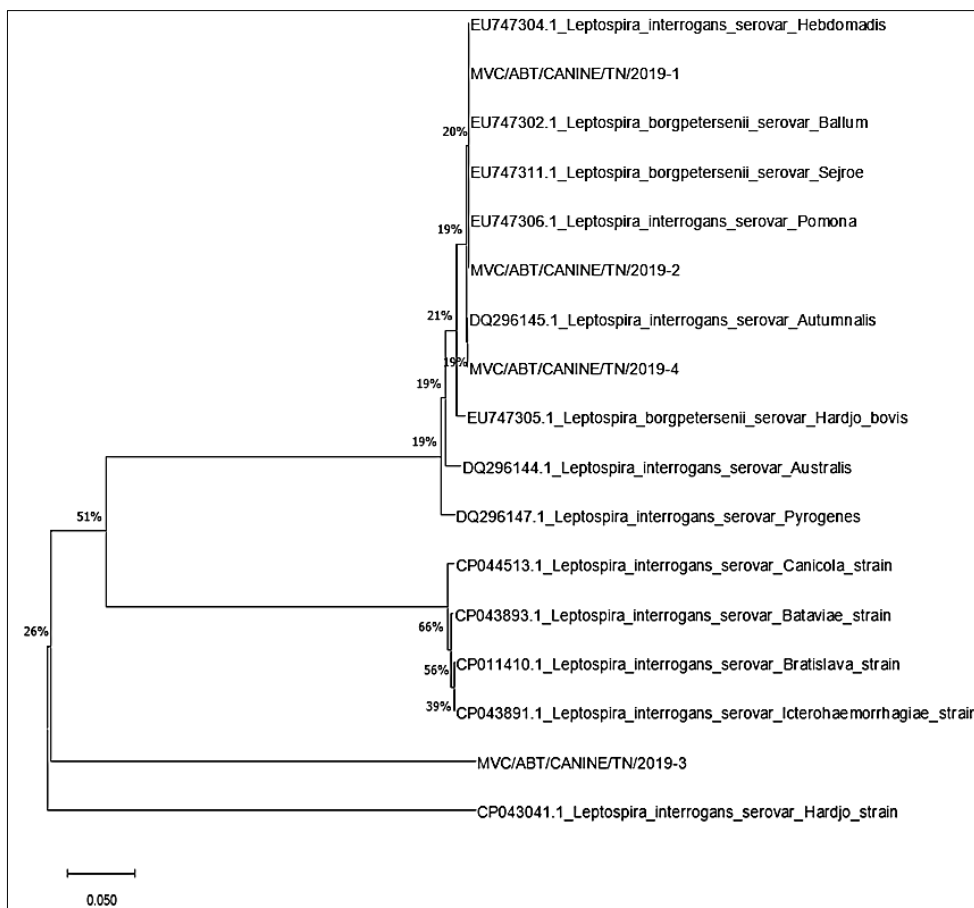 EU747304.1_Leptospira_interrogans_serovar_Hebdomadis
MVC/ABT/CANINE/TN/2019-1
20%
EU747302.1_Leptospira_borgpetersenii_serovar_Ballum
EU747311.1_Leptospira_borgpetersenii_serovar_Sejroe
EU747306.1_Leptospira_interrogans_serovar_Pomona
19%
MVC/ABT/CANINE/TN/2019-2
21%
DQ296145.1_Leptospira_interrogans_serovar_Autumnalis
19%
MVC/ABT/CANINE/TN/2019-4
19%
EU747305.1_Leptospira_borgpetersenii_serovar_Hardjo_bovis
19%
DQ296144.1_Leptospira_interrogans_serovar_Australis
51%
DQ296147.1_Leptospira_interrogans_serovar_Pyrogenes
CP044513.1_Leptospira_interrogans_serovar_Canicola_strain
CP043893.1_Leptospira_interrogans_serovar_Bataviae_strain
66%
26%
CP011410.1_Leptospira_interrogans_serovar_Bratislava_strain
56%
39%
CP043891.1_Leptospira_interrogans_serovar_Icterohaemorrhagiae_strain
MVC/ABT/CANINE/TN/2019-3
CP043041.1_Leptospira_interrogans_serovar_Hardjo_strain
0.050